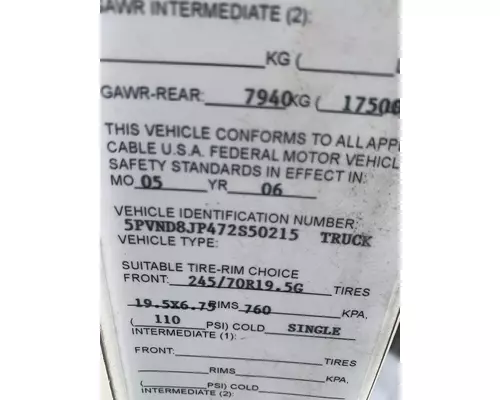 GAWR INTERMEDIATE (2):
KG (
GAWR-REAR: 7940KG ( 17500
THIS VEHICLE CONFORMS TO ALL APPLI
CABLE U.S.A. FEDERAL MOTOR VEHICL
SAFETY STANDARDS IN EFFECT IN:
MO 05 YR 06
VEHICLE IDENTIFICATION NUMBER:
5PVND8JP472S50215 TRUCK
VEHICLE TYPE:
SUITABLE TIRE-RIM CHOICE
FRONT: 245/70R19.5G TIRES
19.5X6.75 RIMS 760 KPA,
( 110 PSI) COLD SINGLE
INTERMEDIATE (1):
FRONT: TIRES
RIMS KPA,
( PSI) COLD
INTERMEDIATE (2):